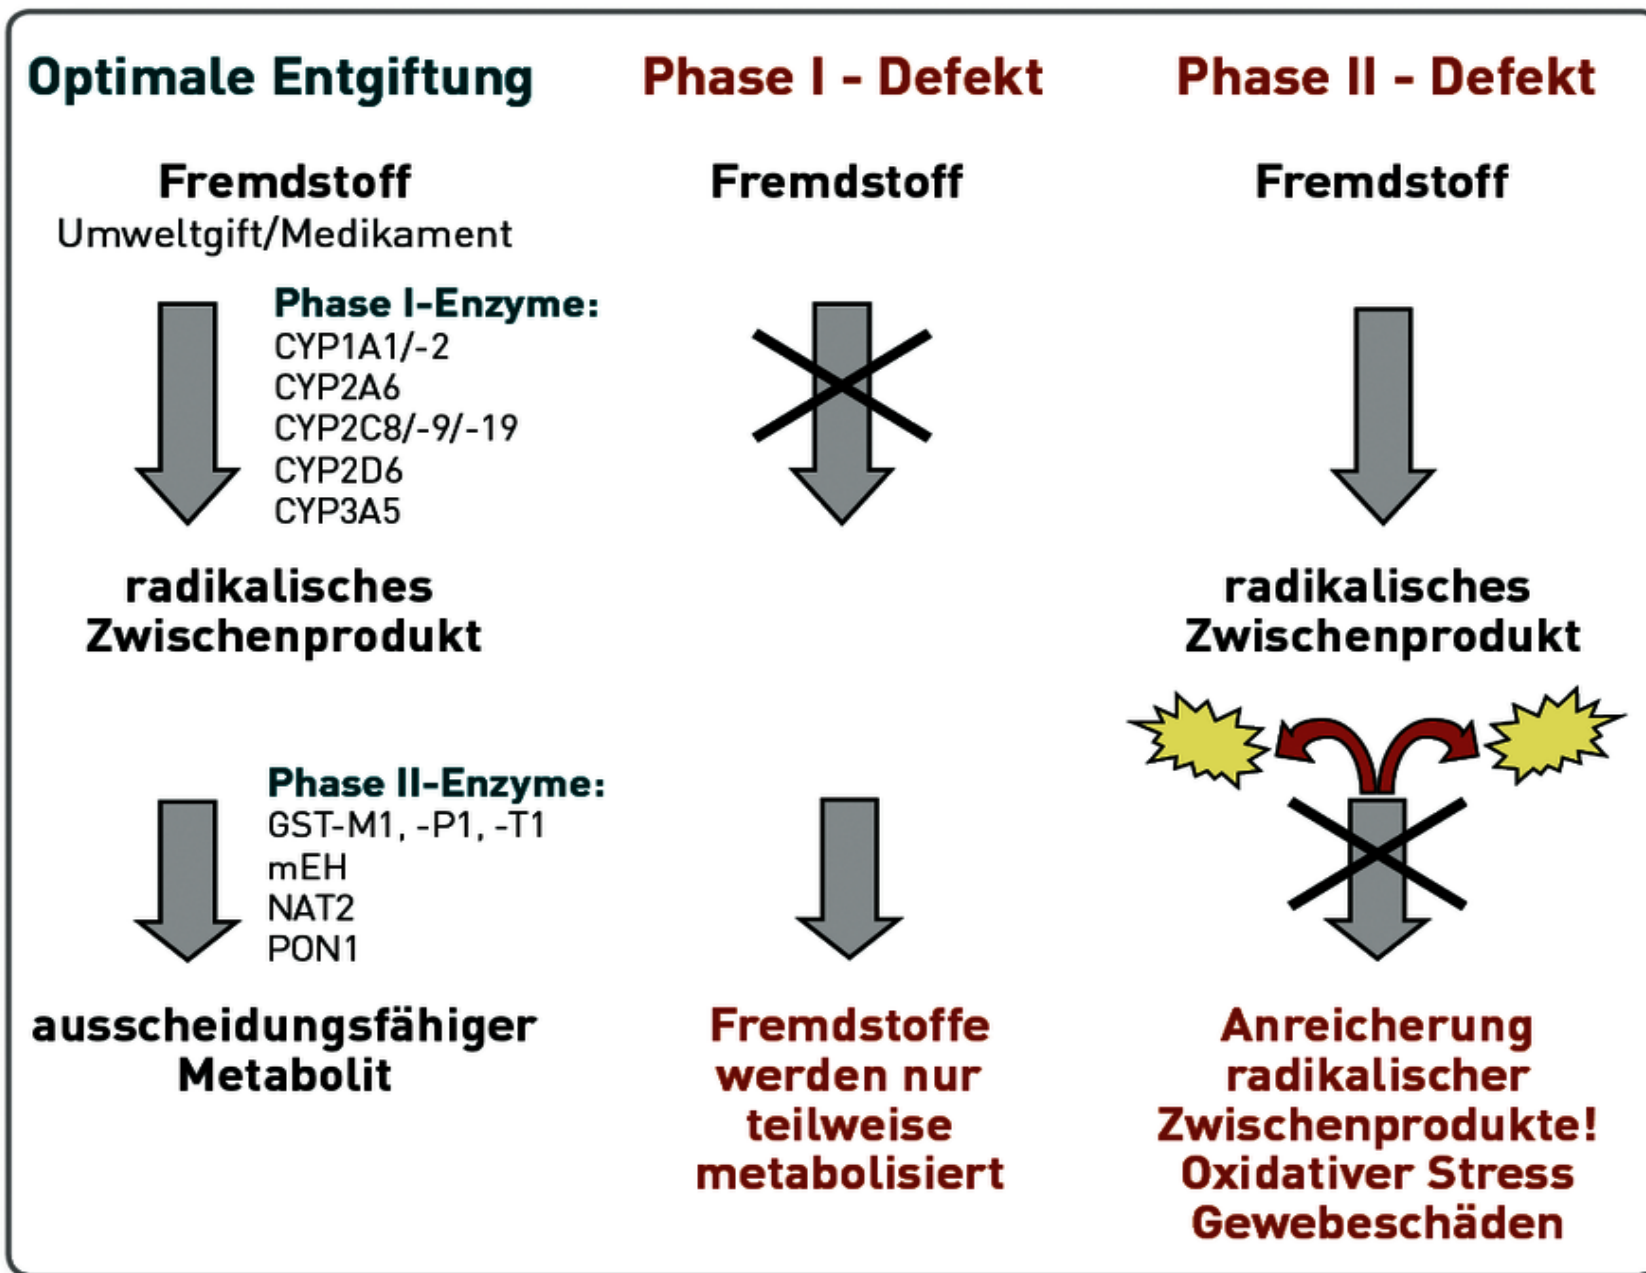 Optimale Entgiftung
Fremdstoff
Umweltgift/Medikament
Phase I-Enzyme:
CYP1A1/-2
CYP2A6
CYP2C8/-9/-19
CYP2D6
CYP3A5
radikalisches
Zwischenprodukt
Phase II-Enzyme:
GST-M1, -P1, -T1
mEH
NAT2
PON1
ausscheidungsfähiger
Metabolit
Phase I - Defekt
Fremdstoff
Fremdstoffe
werden nur
teilweise
metabolisiert
Phase II - Defekt
Fremdstoff
radikalisches
Zwischenprodukt
Anreicherung
radikalischer
Zwischenprodukte!
Oxidativer Stress
Gewebeschäden